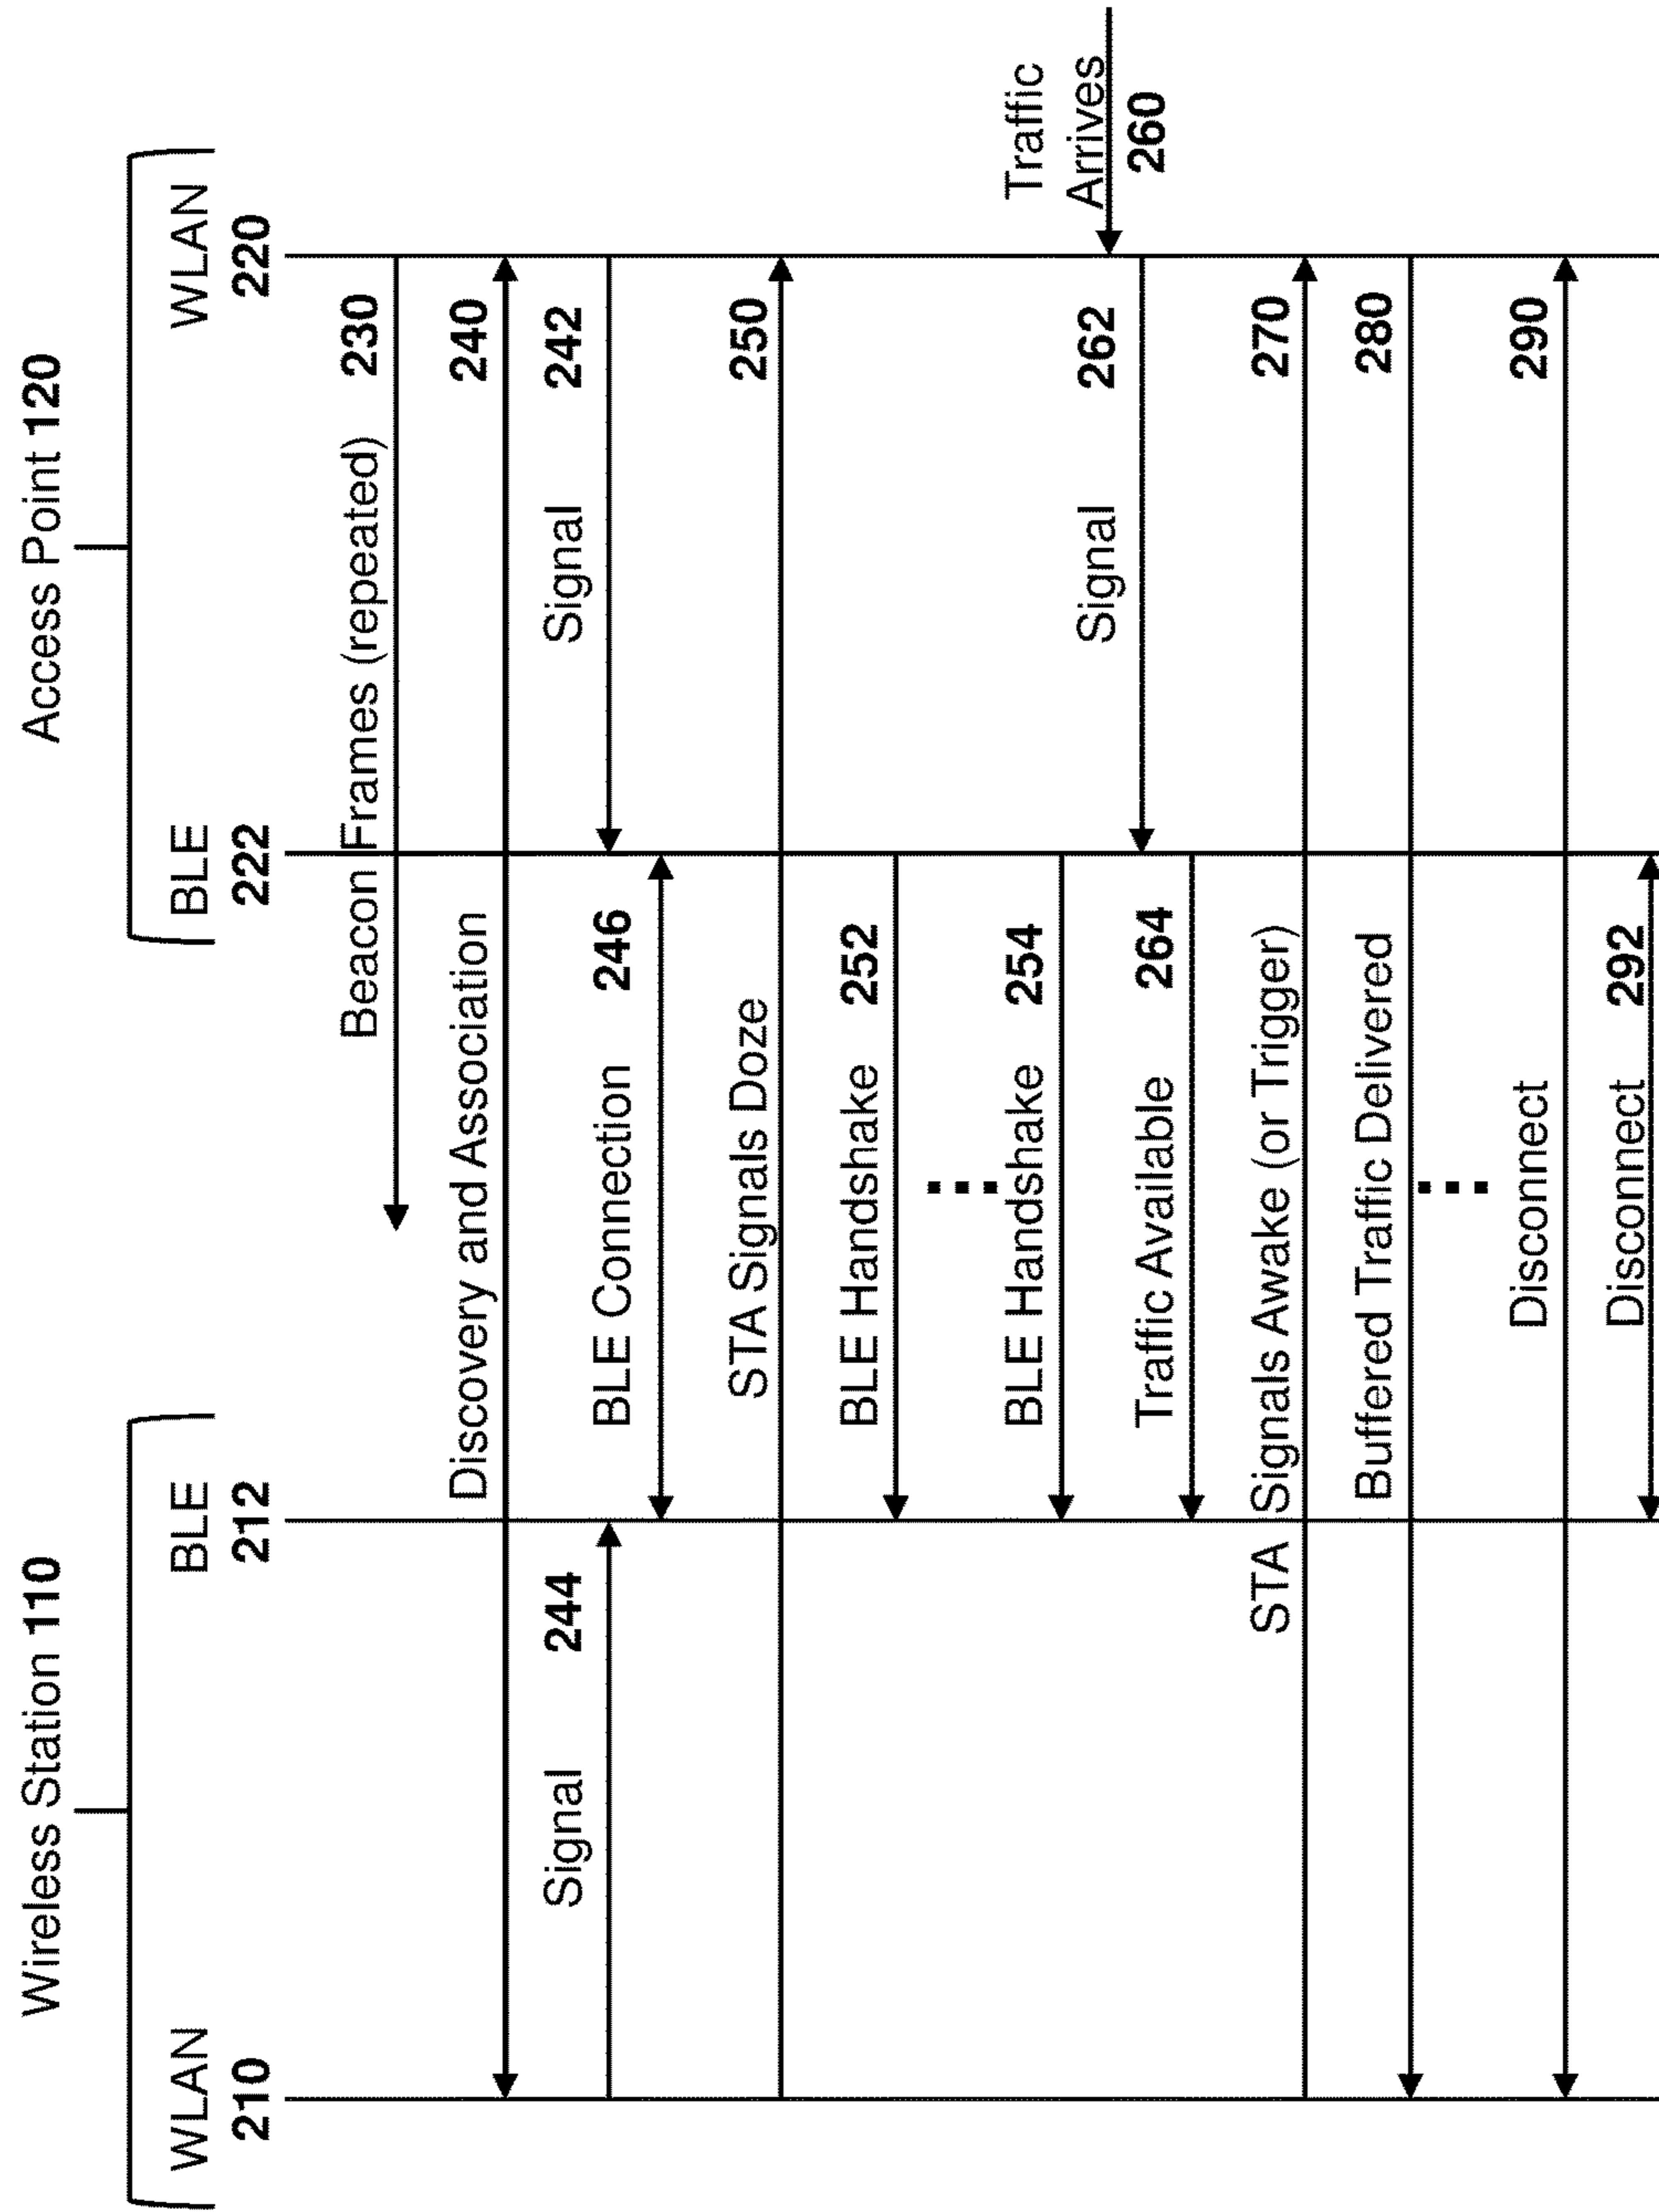 Wireless Station 110
Access Point 120
WLAN
210
BLE
212
BLE
222
WLAN
220
Beacon Frames (repeated) 230
Discovery and Association 240
Signal 244
Signal 242
BLE Connection 246
STA Signals Doze 250
BLE Handshake 252
BLE Handshake 254
Traffic
Arrives
260
Signal 262
Traffic Available 264
STA Signals Awake (or Trigger) 270
Buffered Traffic Delivered 280
Disconnect 290
Disconnect 292